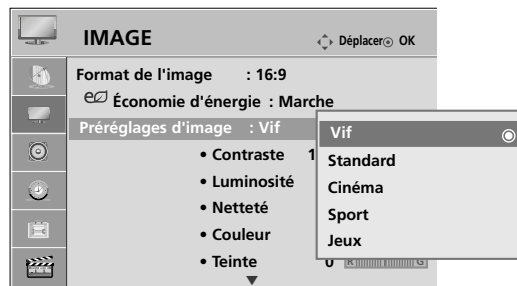 IMAGE
Déplacer OK
Format de l'image : 16:9
Économie d'énergie : Marche
Préréglages d'image : Vif
• Contraste 1
• Luminosité
• Netteté
• Couleur
• Teinte 0 R G
Vif
Standard
Cinéma
Sport
Jeux